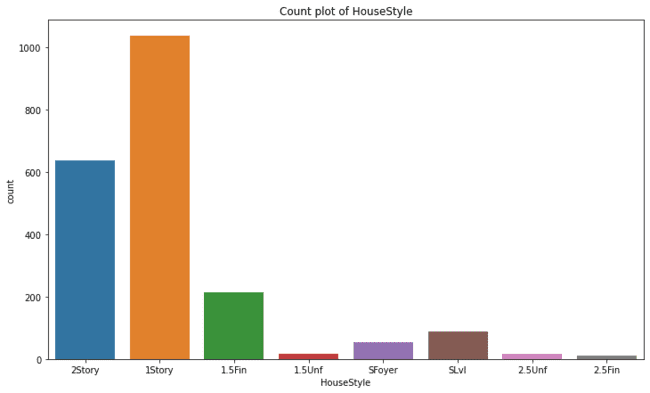 Count plot of HouseStyle
1000
800
600
400
200
0
count
2Story 1Story 1.5Fin 1.5Unf SFoyer SLvl 2.5Unf 2.5Fin
HouseStyle